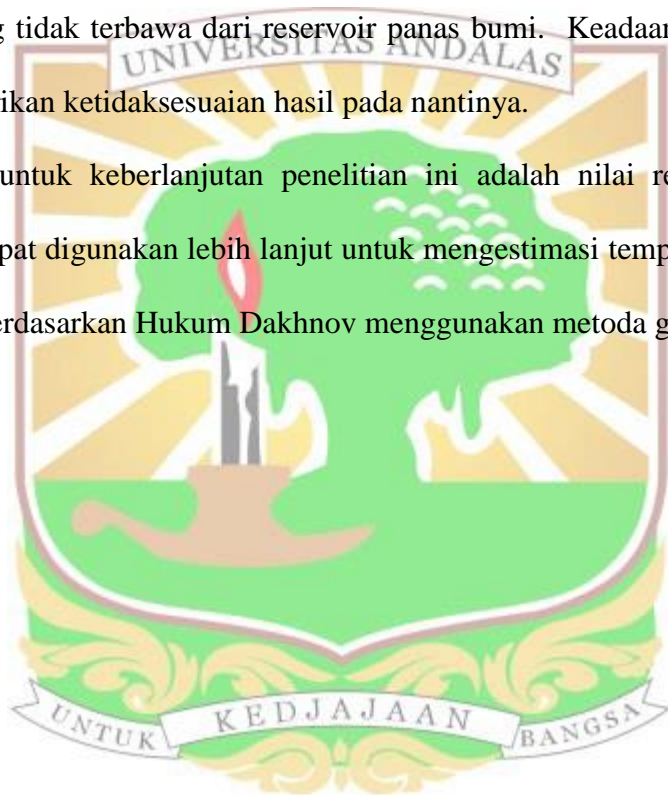 tidak terbawa dari reservoir panas bumi. Keadaan
UNIVERSITAS ANDALAS
rikan ketidaksesuaian hasil pada nantinya.
untuk keberlanjutan penelitian ini adalah nilai re
pat digunakan lebih lanjut untuk mengestimasi temp
erdasarkan Hukum Dakhnov menggunakan metoda g
UNTUK KEDJAJAAN BANGSA